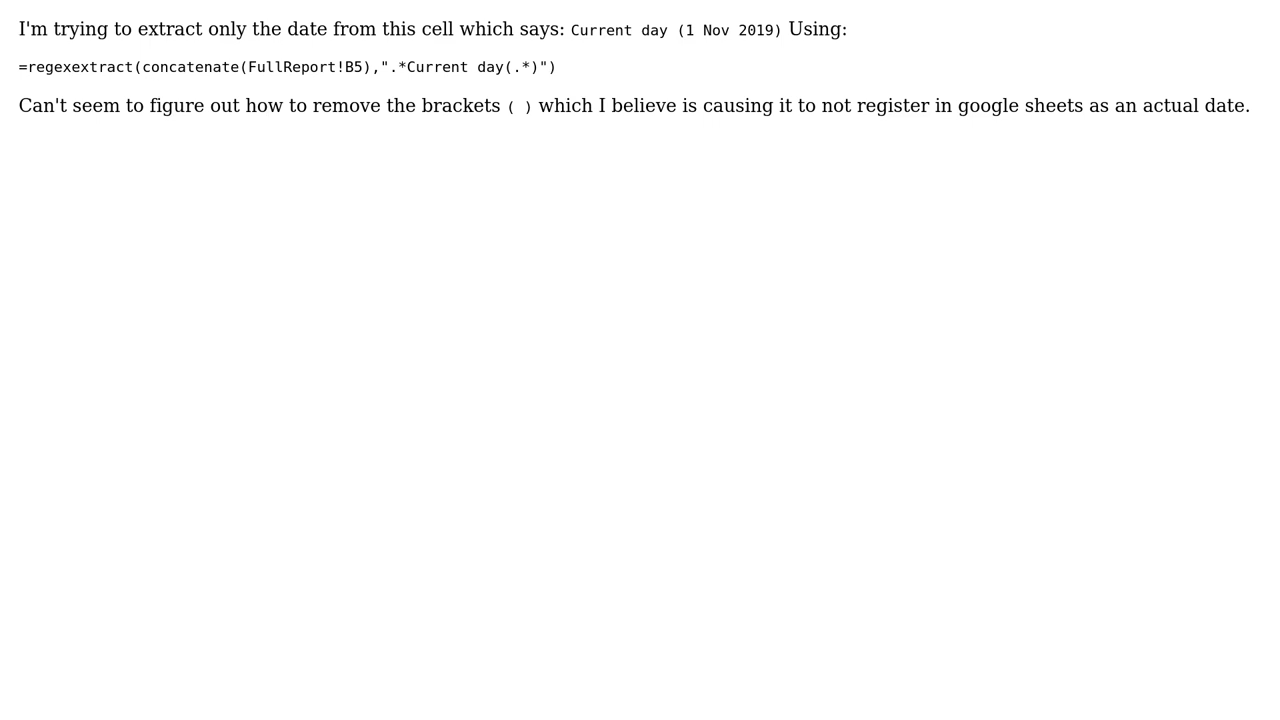 I'm trying to extract only the date from this cell which says: Current day (1 Nov 2019) Using:
=regexextract(concatenate(FullReport!B5),".*Current day(.*)")
Can't seem to figure out how to remove the brackets ( ) which I believe is causing it to not register in google sheets as an actual date.